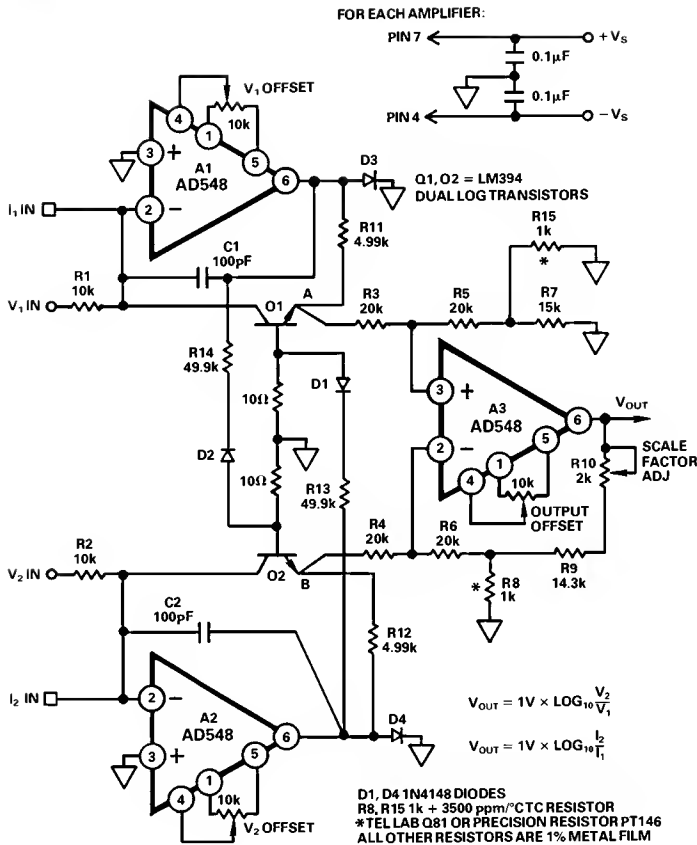 FOR EACH AMPLIFIER:
PIN 7
+VS
0.1μF
0.1μF
PIN 4
−VS
V1 OFFSET
4
1
10k
5
3
+
A1
AD548
6
D3
Q1, O2 = LM394
DUAL LOG TRANSISTORS
I1 IN
2
−
R11
4.99k
R15
1k
*
C1
100pF
R1
10k
V1 IN
O1
A
R3
20k
R5
20k
R7
15k
R14
49.9k
10Ω
D1
3
+
A3
AD548
6
VOUT
D2
10Ω
R13
49.9k
2
−
5
1
4
10k
OUTPUT
OFFSET
R10
2k
SCALE
FACTOR
ADJ
R2
10k
V2 IN
O2
B
R4
20k
R6
20k
R9
14.3k
*
R8
1k
C2
100pF
R12
4.99k
I2 IN
2
−
A2
AD548
6
D4
3
+
5
1
4
10k
V2 OFFSET
VOUT = 1V × LOG10 V2/V1
VOUT = 1V × LOG10 I2/I1
D1, D4 1N4148 DIODES
R8, R15 1k + 3500 ppm/°CTC RESISTOR
*TEL LAB Q81 OR PRECISION RESISTOR PT146
ALL OTHER RESISTORS ARE 1% METAL FILM